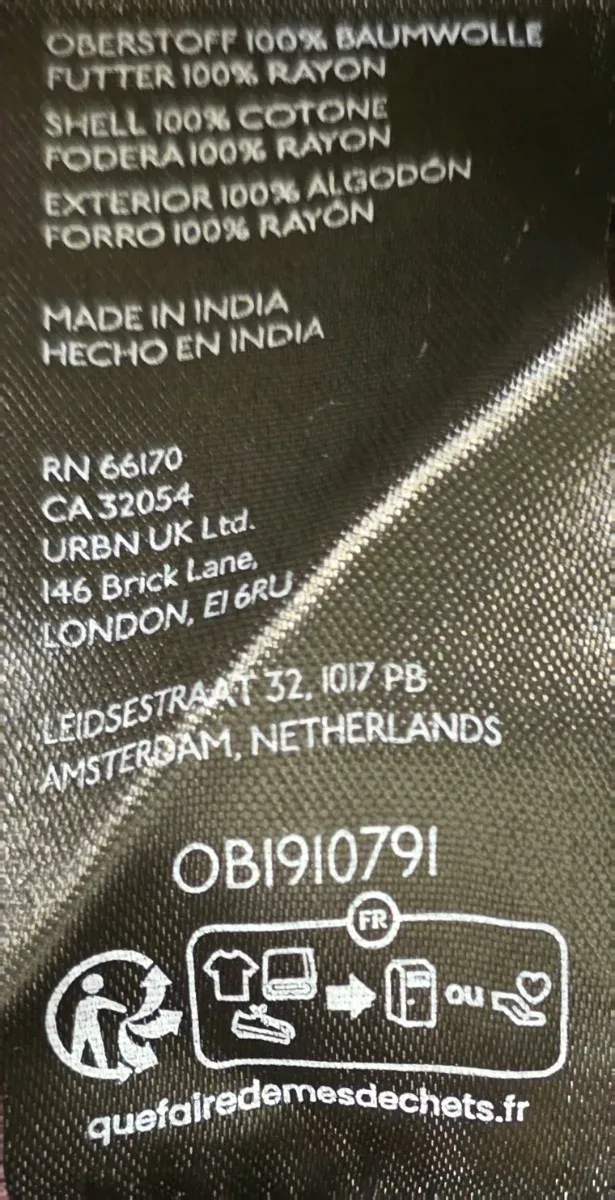 OBERSTOFF 100% BAUMWOLLE
FUTTER 100% RAYON
SHELL 100% COTONE
FODERA 100% RAYON
EXTERIOR 100% ALGODÓN
FORRO 100% RAYÓN
MADE IN INDIA
HECHO EN INDIA
RN 66170
CA 32054
URBN UK Ltd.
146 Brick Lane,
LONDON, E1 6RU
LEIDSESTRAAT 32, 1017 PB
AMSTERDAM, NETHERLANDS
OB1910791
FR
ou
quefairedemesdechets.fr